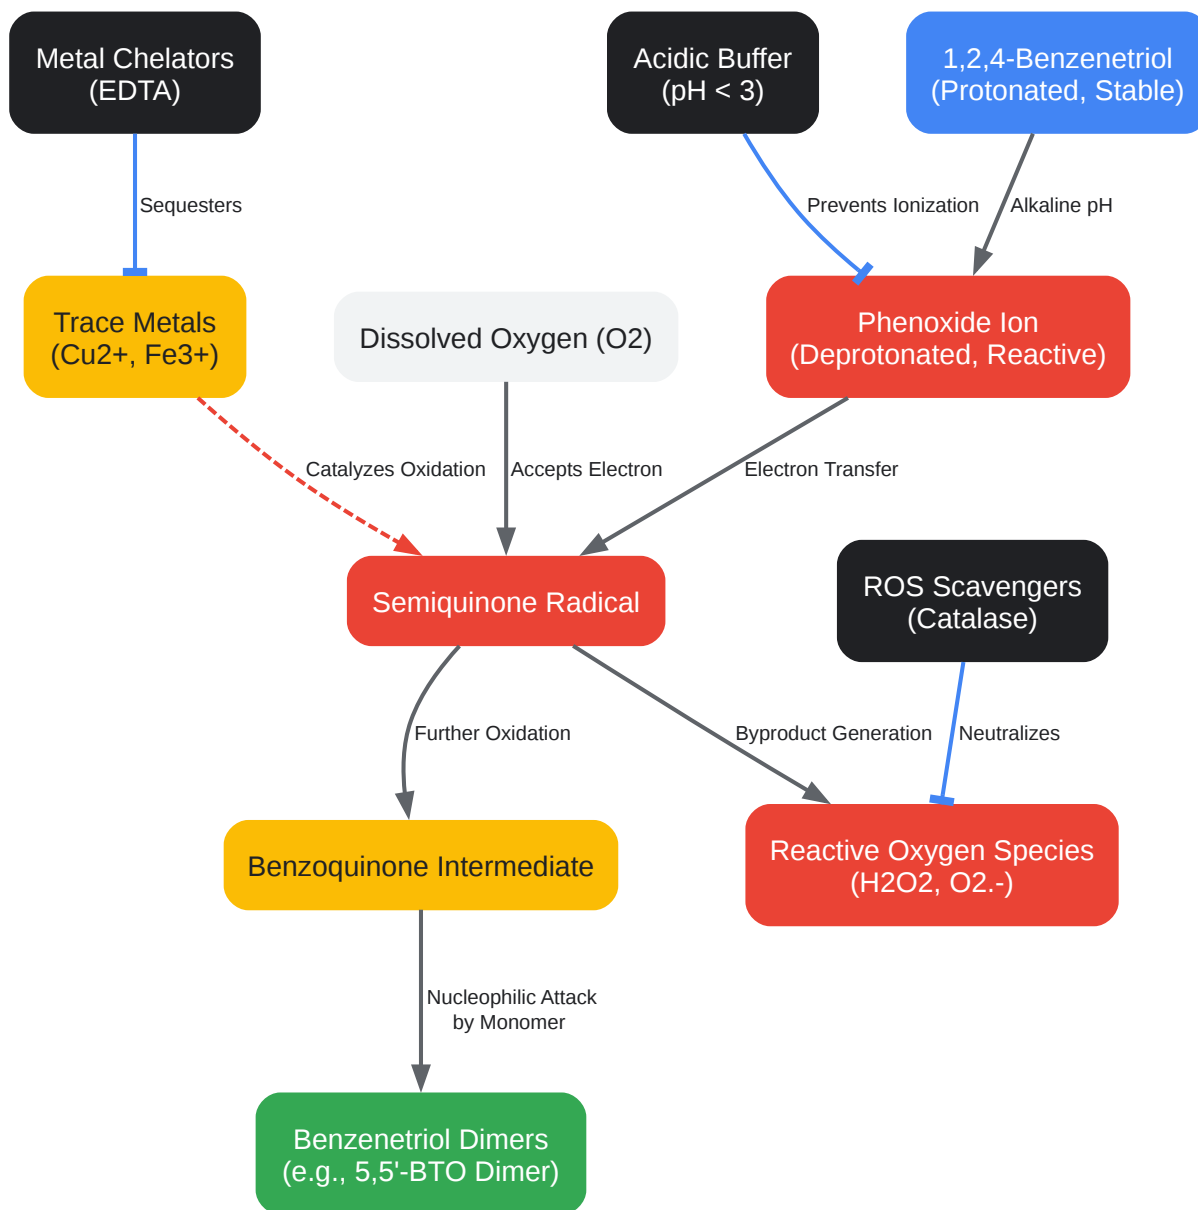 Metal Chelators
(EDTA)
Acidic Buffer
(pH < 3)
1,2,4-Benzenetriol
(Protonated, Stable)
Sequesters
Prevents Ionization
Alkaline pH
Trace Metals
(Cu2+, Fe3+)
Dissolved Oxygen (O2)
Phenoxide Ion
(Deprotonated, Reactive)
Catalyzes Oxidation
Accepts Electron
Electron Transfer
Semiquinone Radical
ROS Scavengers
(Catalase)
Further Oxidation
Byproduct Generation
Neutralizes
Benzoquinone Intermediate
Reactive Oxygen Species
(H2O2, O2.-)
Nucleophilic Attack
by Monomer
Benzenetriol Dimers
(e.g., 5,5'-BTO Dimer)